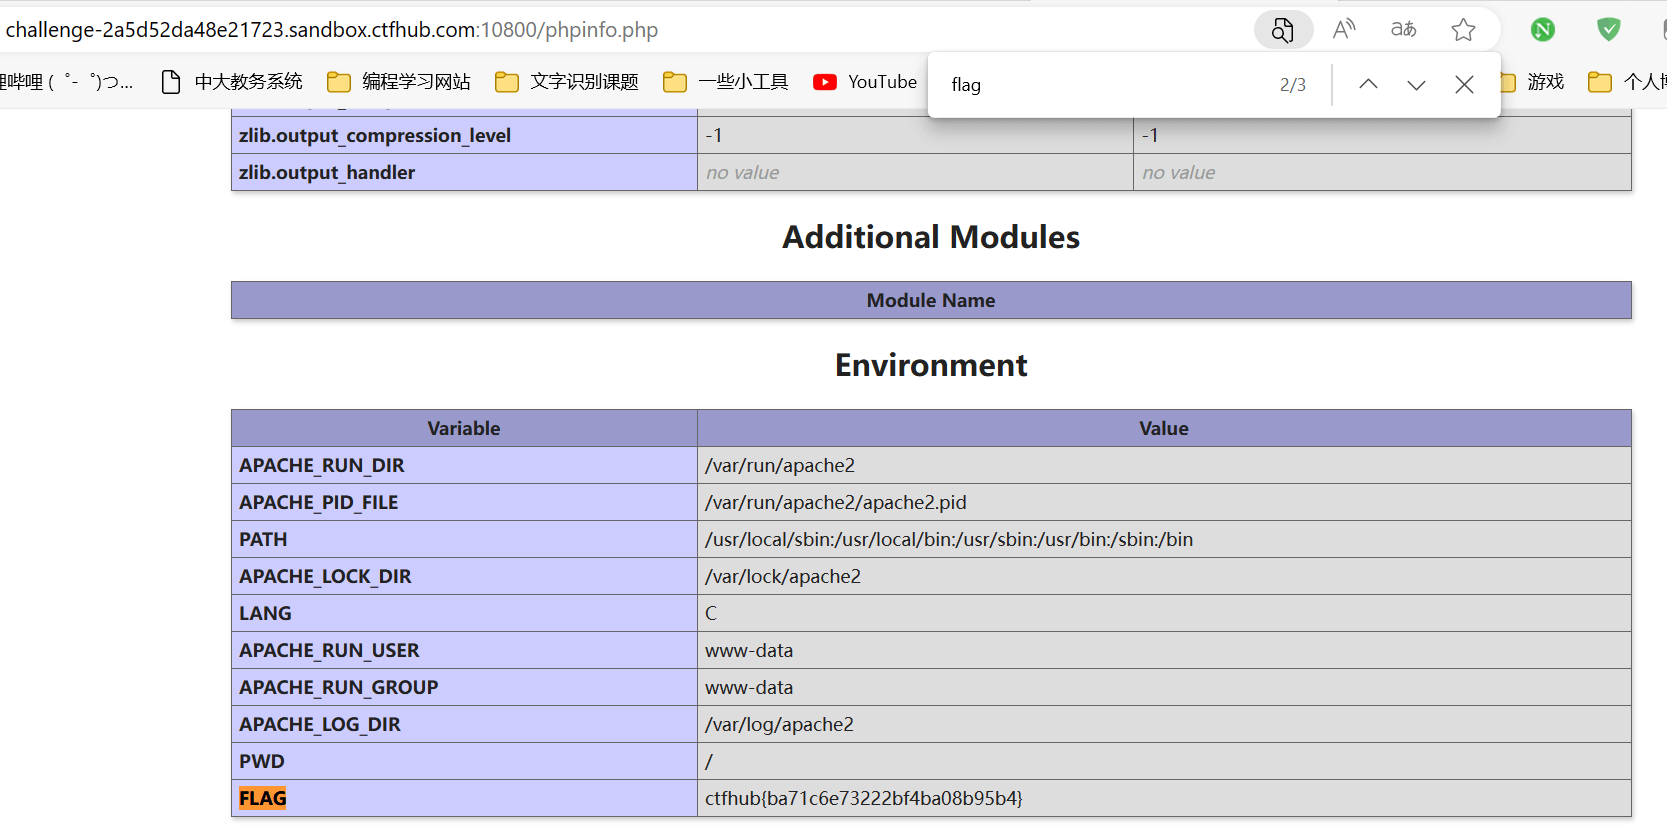 challenge-2a5d52da48e21723.sandbox.ctfhub.com:10800/phpinfo.php
aあ
哩哔哩 ( ゜- ゜)つ... 中大教务系统 编程学习网站 文字识别课题 一些小工具 YouTube 游戏
flag 2/3
zlib.output_compression_level -1 -1
zlib.output_handler no value no value
Additional Modules
Module Name
Environment
Variable Value
APACHE_RUN_DIR /var/run/apache2
APACHE_PID_FILE /var/run/apache2/apache2.pid
PATH /usr/local/sbin:/usr/local/bin:/usr/sbin:/usr/bin:/sbin:/bin
APACHE_LOCK_DIR /var/lock/apache2
LANG C
APACHE_RUN_USER www-data
APACHE_RUN_GROUP www-data
APACHE_LOG_DIR /var/log/apache2
PWD /
FLAG ctfhub{ba71c6e73222bf4ba08b95b4}